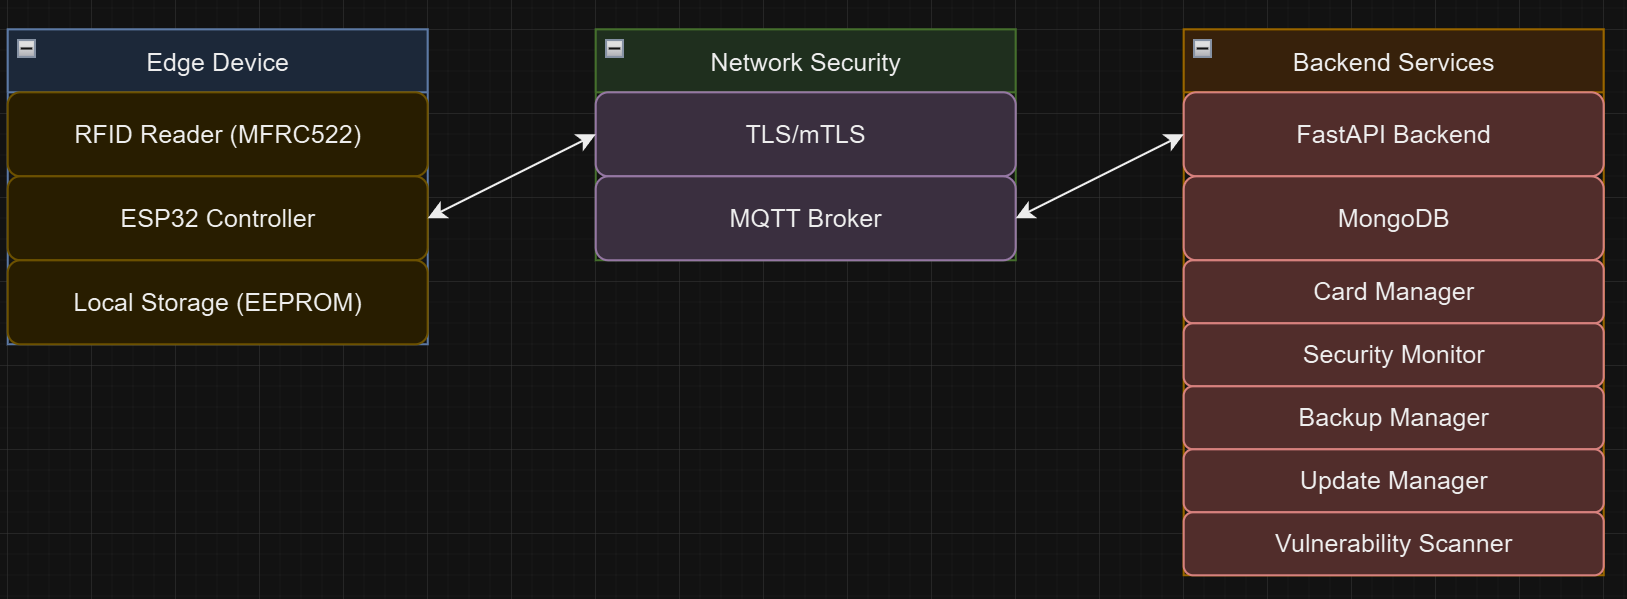 Edge Device
RFID Reader (MFRC522)
ESP32 Controller
Local Storage (EEPROM)
Network Security
TLS/mTLS
MQTT Broker
Backend Services
FastAPI Backend
MongoDB
Card Manager
Security Monitor
Backup Manager
Update Manager
Vulnerability Scanner